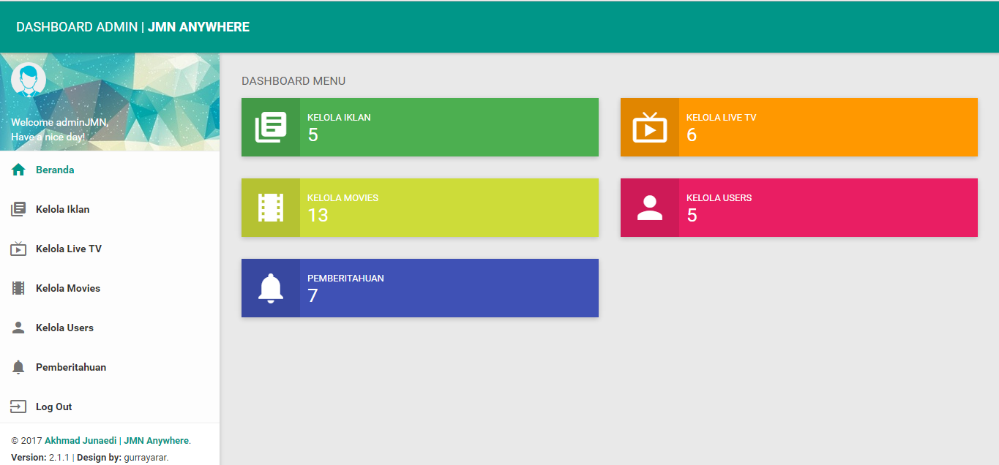 DASHBOARD ADMIN | JMN ANYWHERE
Welcome adminJMN,
Have a nice day!
Beranda
Kelola Iklan
Kelola Live TV
Kelola Movies
Kelola Users
Pemberitahuan
Log Out
© 2017 Akhmad Junaedi | JMN Anywhere.
Version: 2.1.1 | Design by: gurrayarar.
DASHBOARD MENU
KELOLA IKLAN
5
KELOLA LIVE TV
6
KELOLA MOVIES
13
KELOLA USERS
5
PEMBERITAHUAN
7